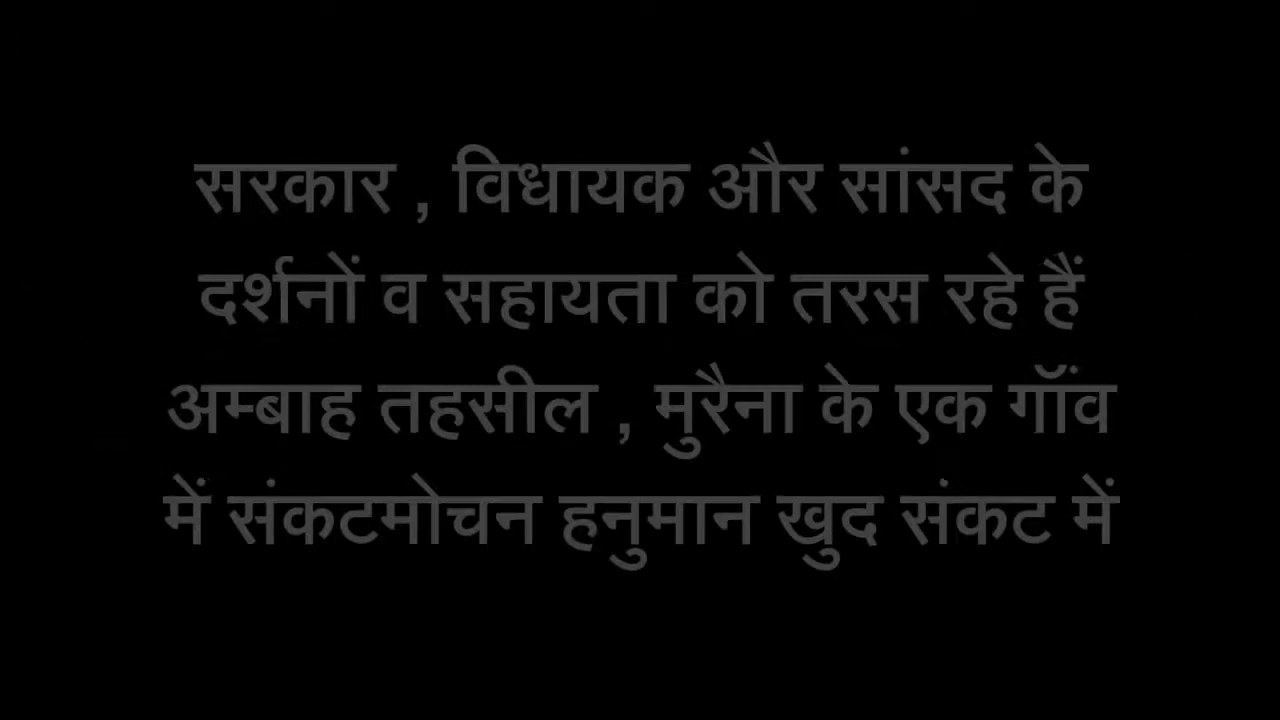 सरकार , विधायक और सांसद के
दर्शनों व सहायता को तरस रहे हैं
अम्बाह तहसील , मुरैना के एक गॉंव
में संकटमोचन हनुमान खुद संकट में